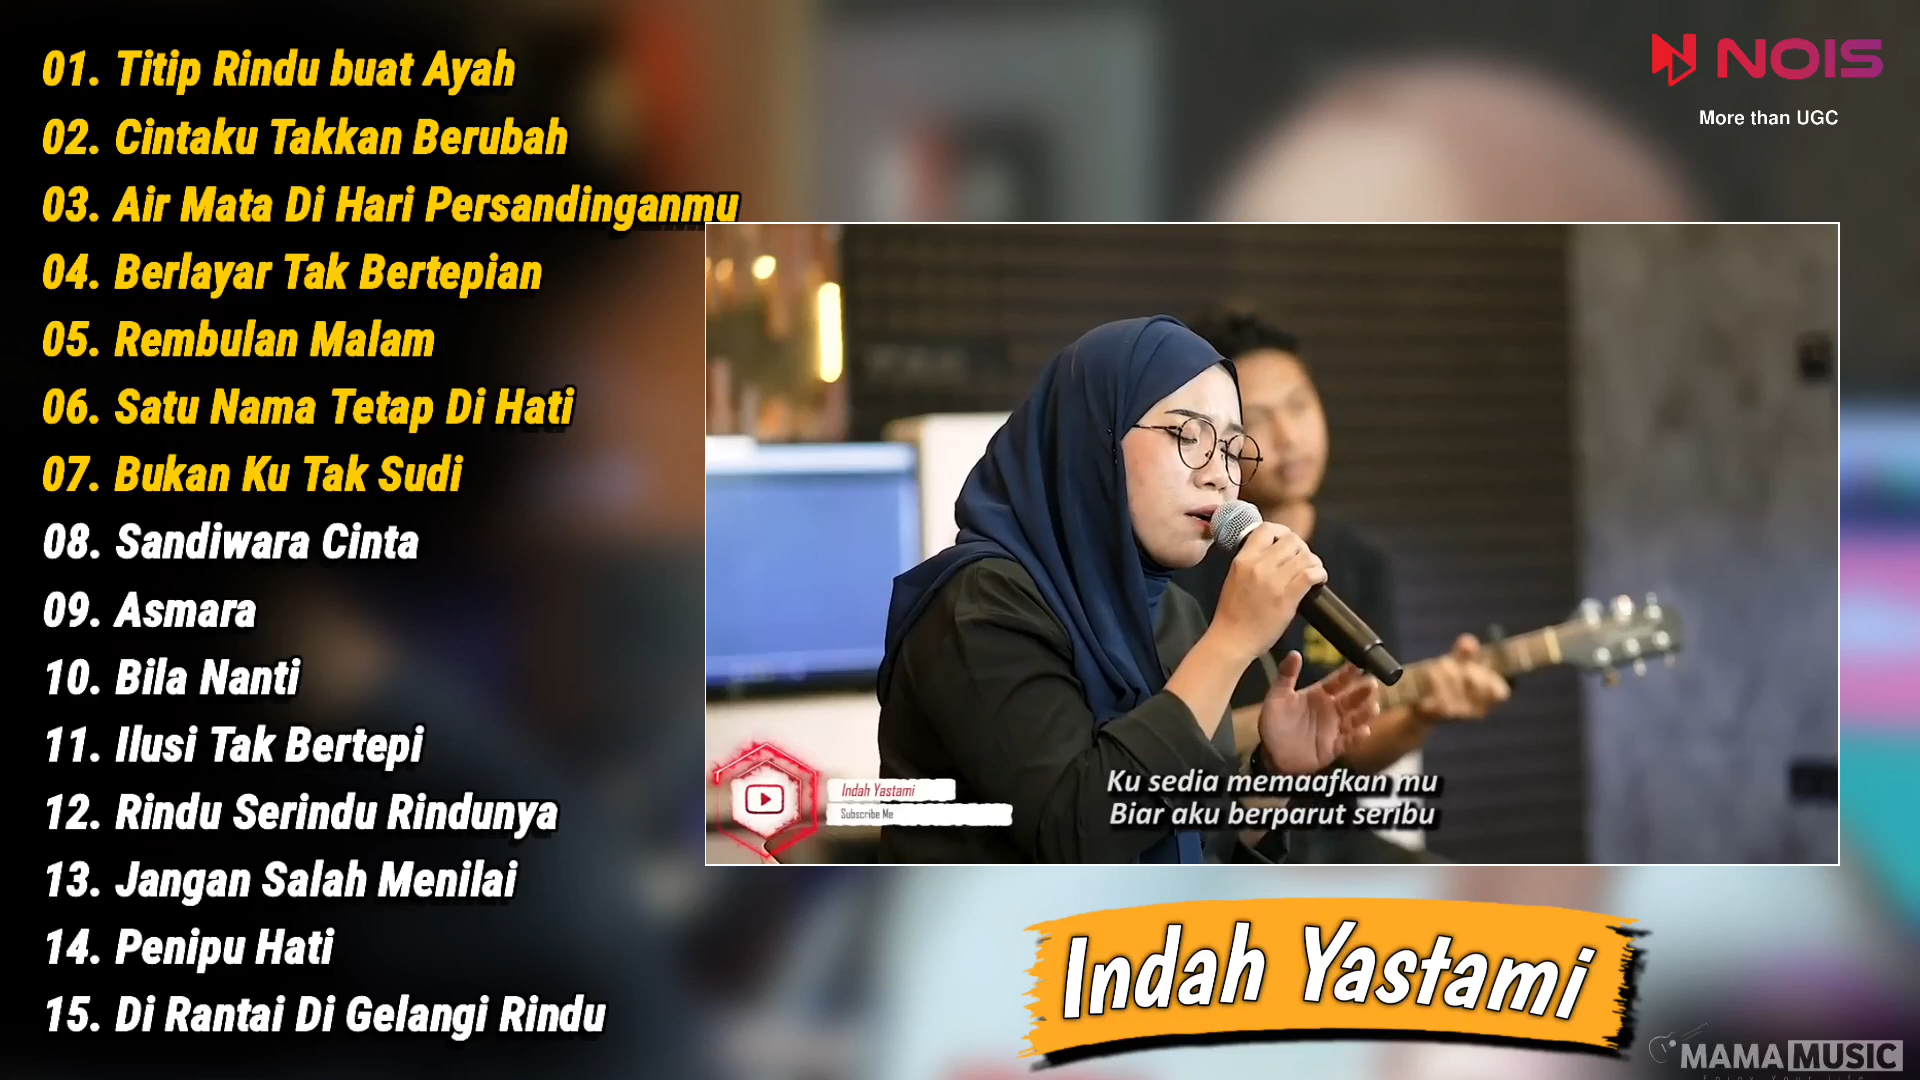 01. Titip Rindu buat Ayah
02. Cintaku Takkan Berubah
03. Air Mata Di Hari Persandinganmu
04. Berlayar Tak Bertepian
05. Rembulan Malam
06. Satu Nama Tetap Di Hati
07. Bukan Ku Tak Sudi
08. Sandiwara Cinta
09. Asmara
10. Bila Nanti
11. Ilusi Tak Bertepi
12. Rindu Serindu Rindunya
13. Jangan Salah Menilai
14. Penipu Hati
15. Di Rantai Di Gelangi Rindu
NOIS
More than UGC
Indah Yastami
Subscribe Me
Ku sedia memaafkan mu
Biar aku berparut seribu
Indah Yastami
MAMA MUSIC
Enjoy Your Life